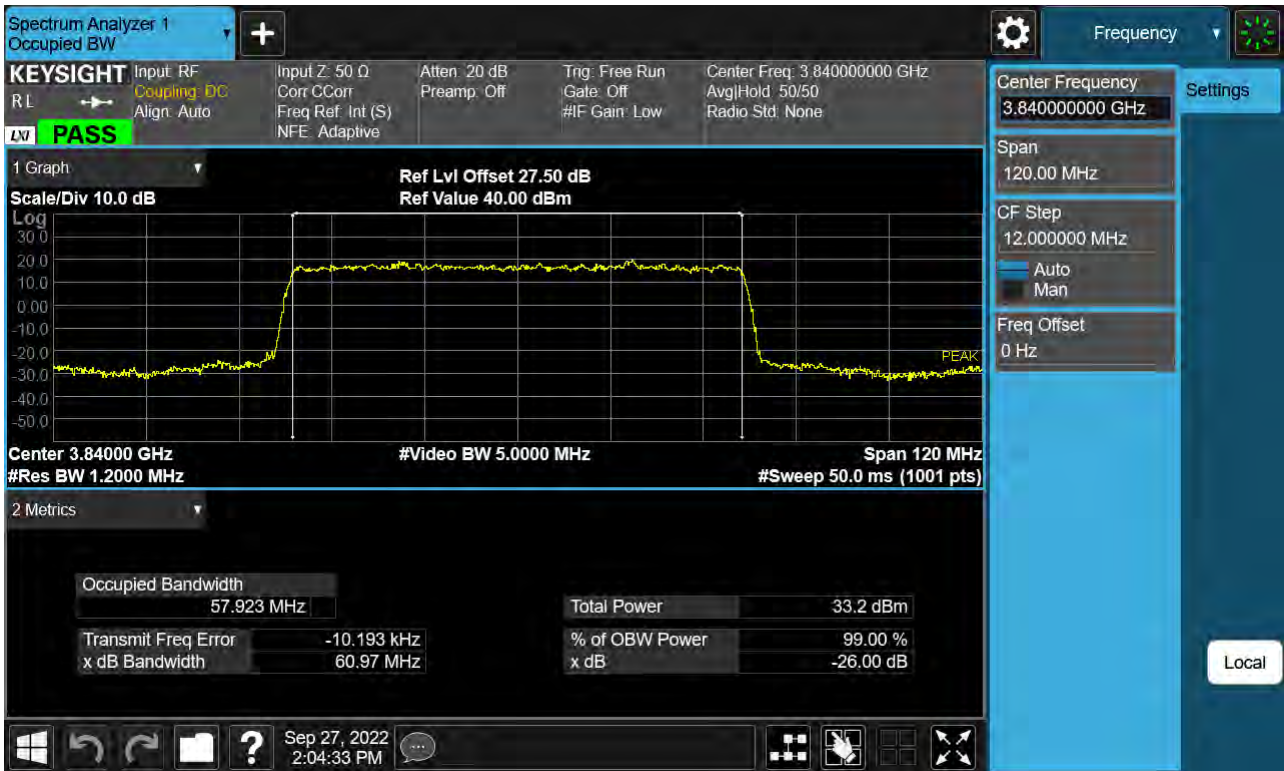 Spectrum Analyzer 1
Occupied BW
+
Frequency
KEYSIGHT
R L
LXI PASS
Input: RF
Coupling: DC
Align: Auto
Input Z: 50 Ω
Corr CCorr
Freq Ref: Int (S)
NFE: Adaptive
Atten: 20 dB
Preamp: Off
Trig: Free Run
Gate: Off
#IF Gain: Low
Center Freq: 3.840000000 GHz
Avg|Hold: 50/50
Radio Std: None
Center Frequency
3.840000000 GHz
Settings
Span
120.00 MHz
CF Step
12.000000 MHz
Auto
Man
Freq Offset
0 Hz
Local
1 Graph
Scale/Div 10.0 dB
Ref Lvl Offset 27.50 dB
Ref Value 40.00 dBm
Log
30.0
20.0
10.0
0.00
-10.0
-20.0
-30.0
-40.0
-50.0
PEAK
Center 3.84000 GHz
#Video BW 5.0000 MHz
Span 120 MHz
#Res BW 1.2000 MHz
#Sweep 50.0 ms (1001 pts)
2 Metrics
Occupied Bandwidth
57.923 MHz
Total Power 33.2 dBm
Transmit Freq Error -10.193 kHz
% of OBW Power 99.00 %
x dB Bandwidth 60.97 MHz
x dB -26.00 dB
?
Sep 27, 2022
2:04:33 PM